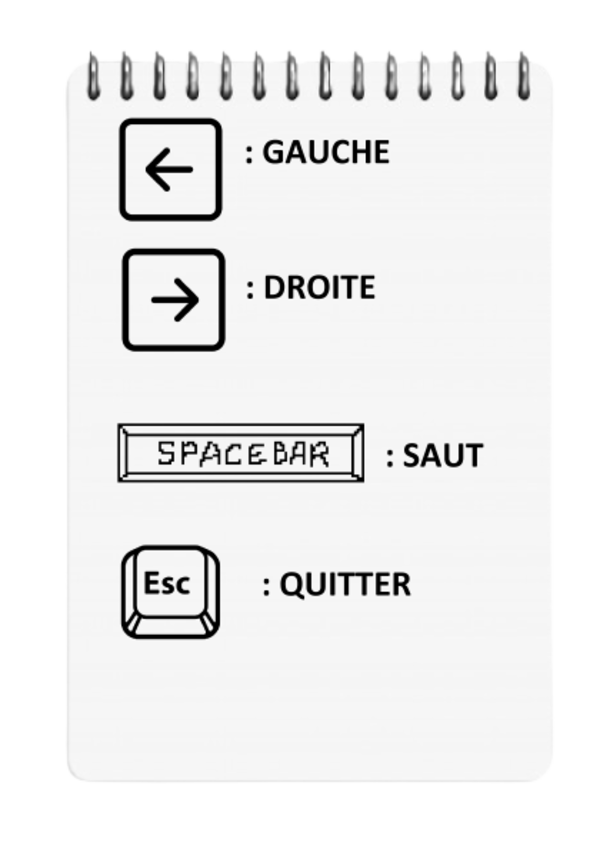 : GAUCHE
: DROITE
SPACEBAR : SAUT
Esc : QUITTER